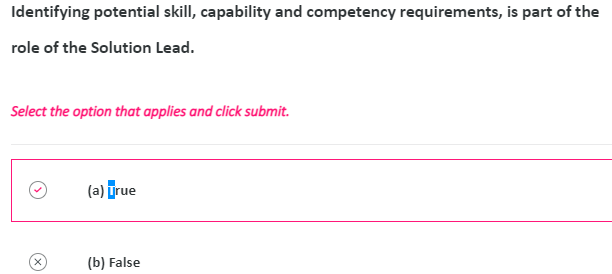 Identifying potential skill, capability and competency requirements, is part of the
role of the Solution Lead.
Select the option that applies and click submit.
(a) True
(b) False